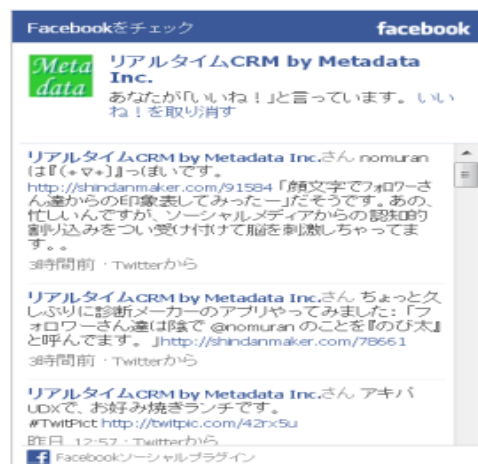 Facebookをチェック
facebook
Meta
data
リアルタイムCRM by Metadata
Inc.
あなたが「いいね！」と言っています。 いい
ね！を取り消す
リアルタイムCRM by Metadata Inc.さん nomuran
は『(+∇+)』っぽいです。
http://shindanmaker.com/91584 「顔文字でフォロワーさ
ん達からの印象表してみったー」だそうです。あの、
忙しいんですが、ソーシャルメディアからの認知的
割り込みをつい受け付けて脳を刺激しちゃってま
す。。
3時間前 · Twitterから
リアルタイムCRM by Metadata Inc.さん ちょっと久
しぶりに診断メーカーのアプリやってみました：「フ
ォロワーさん達は陰で @nomuran のことを『のび太』
と呼んでます。」http://shindanmaker.com/78661
3時間前 · Twitterから
リアルタイムCRM by Metadata Inc.さん アキバ
UDXで、お好み焼きランチです。
#TwitPict http://twitpic.com/42rx5u
昨日 12:57 · Twitterから
Facebookソーシャルプラグイン